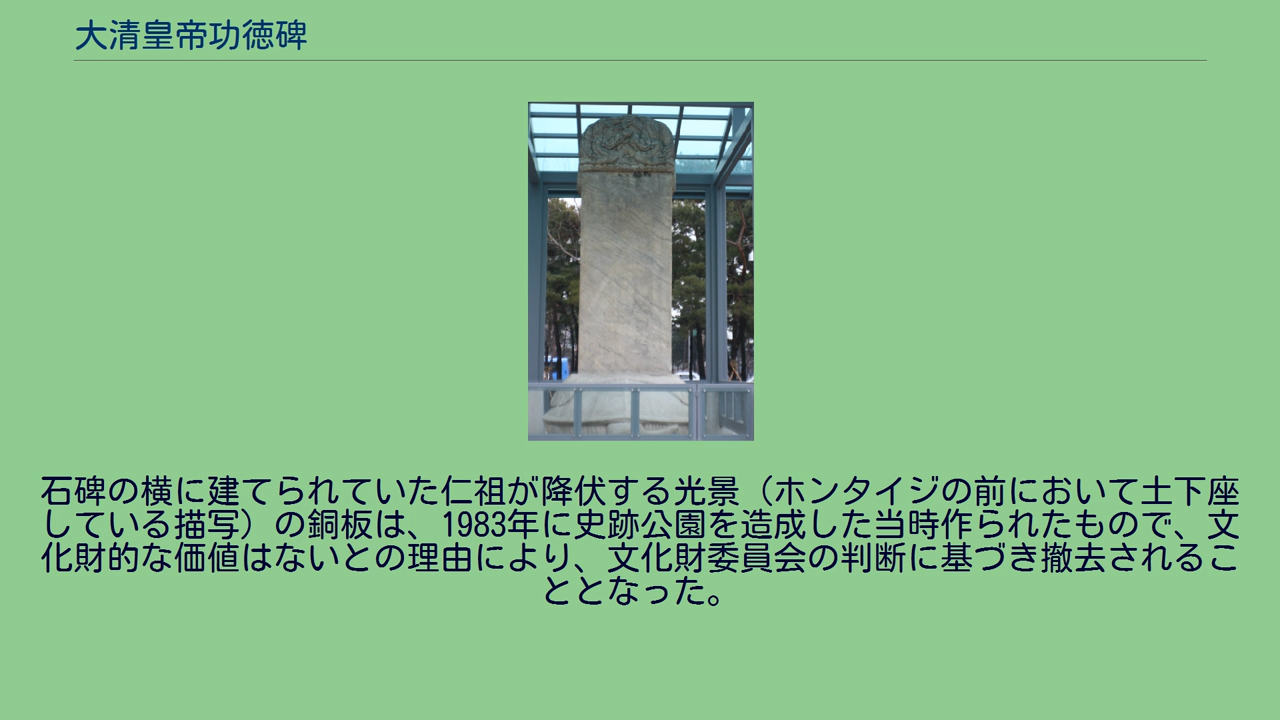 大清皇帝功徳碑
石碑の横に建てられていた仁祖が降伏する光景（ホンタイジの前において土下座
している描写）の銅板は、1983年に史跡公園を造成した当時作られたもので、文
化財的な価値はないとの理由により、文化財委員会の判断に基づき撤去されるこ
ととなった。